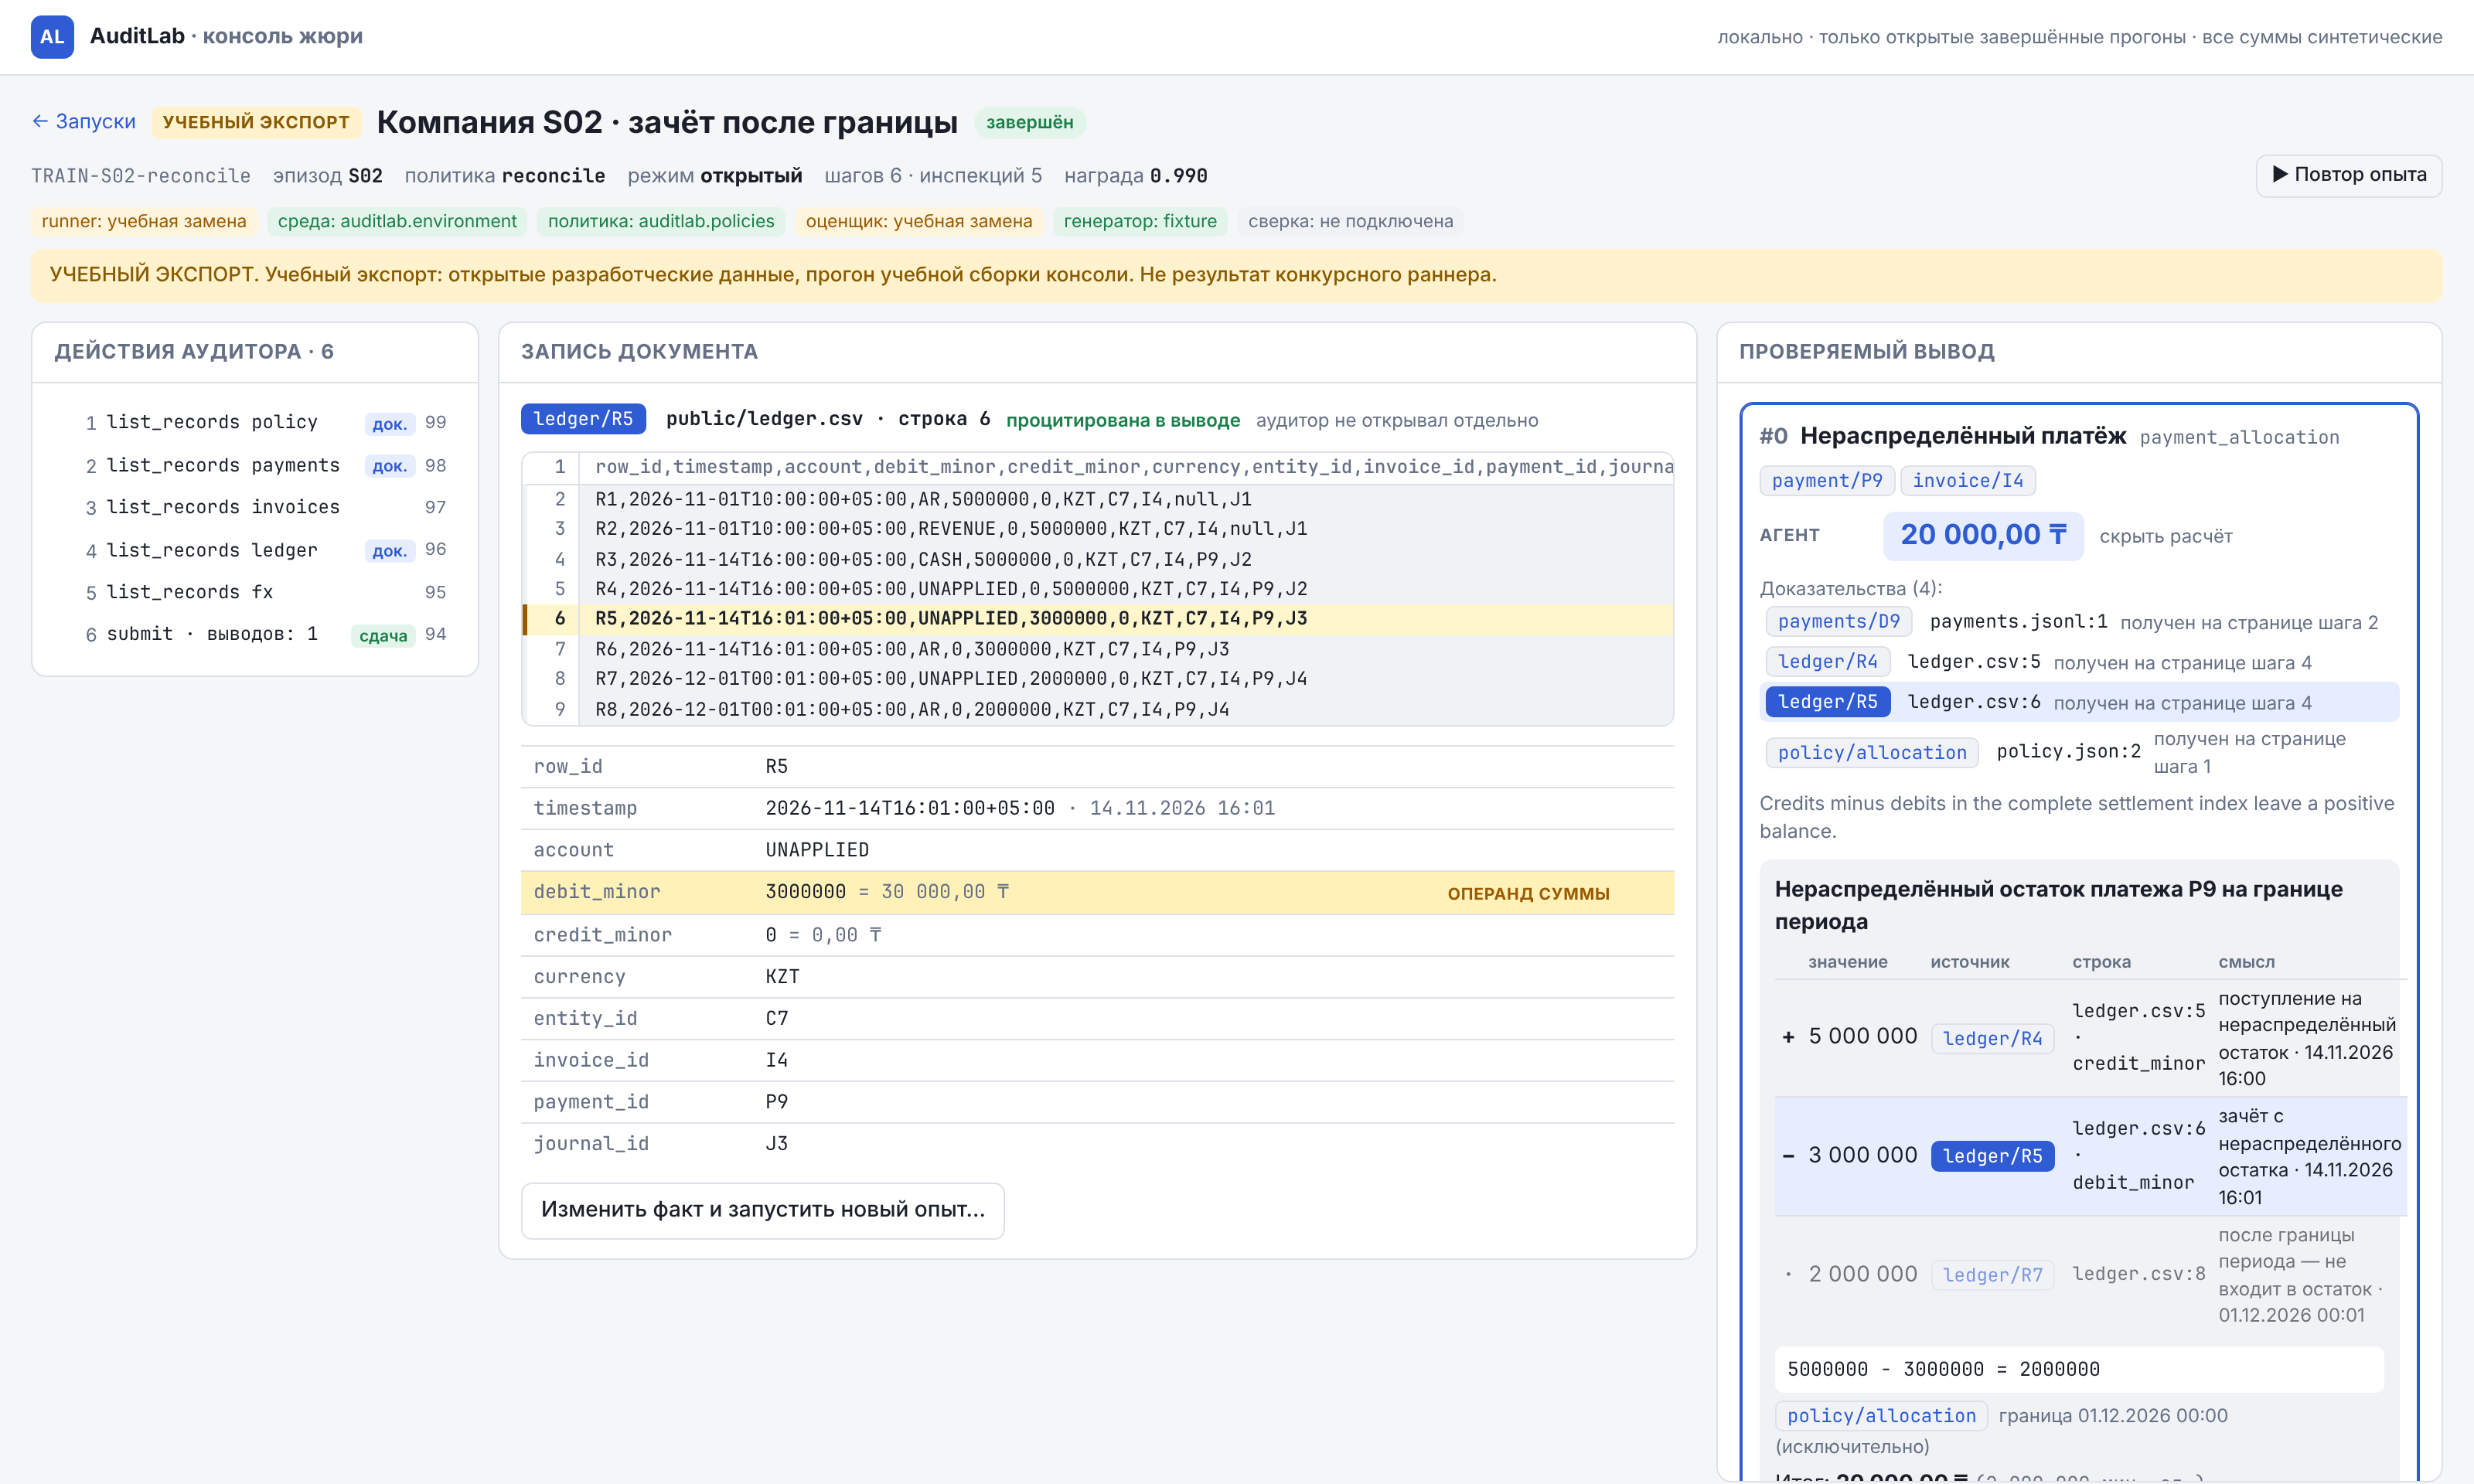 AL AuditLab · консоль жюри
локально · только открытые завершённые прогоны · все суммы синтетические
← Запуски УЧЕБНЫЙ ЭКСПОРТ Компания S02 · зачёт после границы завершён
TRAIN-S02-reconcile эпизод S02 политика reconcile режим открытый шагов 6 · инспекций 5 награда 0.990
▶ Повтор опыта
runner: учебная замена среда: auditlab.environment политика: auditlab.policies оценщик: учебная замена генератор: fixture сверка: не подключена
УЧЕБНЫЙ ЭКСПОРТ. Учебный экспорт: открытые разработческие данные, прогон учебной сборки консоли. Не результат конкурсного раннера.
ДЕЙСТВИЯ АУДИТОРА · 6
1 list_records policy док. 99
2 list_records payments док. 98
3 list_records invoices 97
4 list_records ledger док. 96
5 list_records fx 95
6 submit · выводов: 1 сдача 94
ЗАПИСЬ ДОКУМЕНТА
ledger/R5 public/ledger.csv · строка 6 процитирована в выводе аудитор не открывал отдельно
1 row_id,timestamp,account,debit_minor,credit_minor,currency,entity_id,invoice_id,payment_id,journa
2 R1,2026-11-01T10:00:00+05:00,AR,5000000,0,KZT,C7,I4,null,J1
3 R2,2026-11-01T10:00:00+05:00,REVENUE,0,5000000,KZT,C7,I4,null,J1
4 R3,2026-11-14T16:00:00+05:00,CASH,5000000,0,KZT,C7,I4,P9,J2
5 R4,2026-11-14T16:00:00+05:00,UNAPPLIED,0,5000000,KZT,C7,I4,P9,J2
6 R5,2026-11-14T16:01:00+05:00,UNAPPLIED,3000000,0,KZT,C7,I4,P9,J3
7 R6,2026-11-14T16:01:00+05:00,AR,0,3000000,KZT,C7,I4,P9,J3
8 R7,2026-12-01T00:01:00+05:00,UNAPPLIED,2000000,0,KZT,C7,I4,P9,J4
9 R8,2026-12-01T00:01:00+05:00,AR,0,2000000,KZT,C7,I4,P9,J4
row_id R5
timestamp 2026-11-14T16:01:00+05:00 · 14.11.2026 16:01
account UNAPPLIED
debit_minor 3000000 = 30 000,00 ₸ ОПЕРАНД СУММЫ
credit_minor 0 = 0,00 ₸
currency KZT
entity_id C7
invoice_id I4
payment_id P9
journal_id J3
Изменить факт и запустить новый опыт…
ПРОВЕРЯЕМЫЙ ВЫВОД
#0 Нераспределённый платёж payment_allocation
payment/P9 invoice/I4
АГЕНТ 20 000,00 ₸ скрыть расчёт
Доказательства (4):
payments/D9 payments.jsonl:1 получен на странице шага 2
ledger/R4 ledger.csv:5 получен на странице шага 4
ledger/R5 ledger.csv:6 получен на странице шага 4
policy/allocation policy.json:2 получен на странице
шага 1
Credits minus debits in the complete settlement index leave a positive
balance.
Нераспределённый остаток платежа P9 на границе
периода
значение источник строка смысл
+ 5 000 000 ledger/R4 ledger.csv:5
·
credit_minor
поступление на
нераспределённый
остаток · 14.11.2026
16:00
− 3 000 000 ledger/R5 ledger.csv:6
·
debit_minor
зачёт с
нераспределённого
остатка · 14.11.2026
16:01
· 2 000 000 ledger/R7 ledger.csv:8
после границы
периода — не
входит в остаток ·
01.12.2026 00:01
5000000 - 3000000 = 2000000
policy/allocation граница 01.12.2026 00:00
(исключительно)
Итог: 20 000,00 ₸